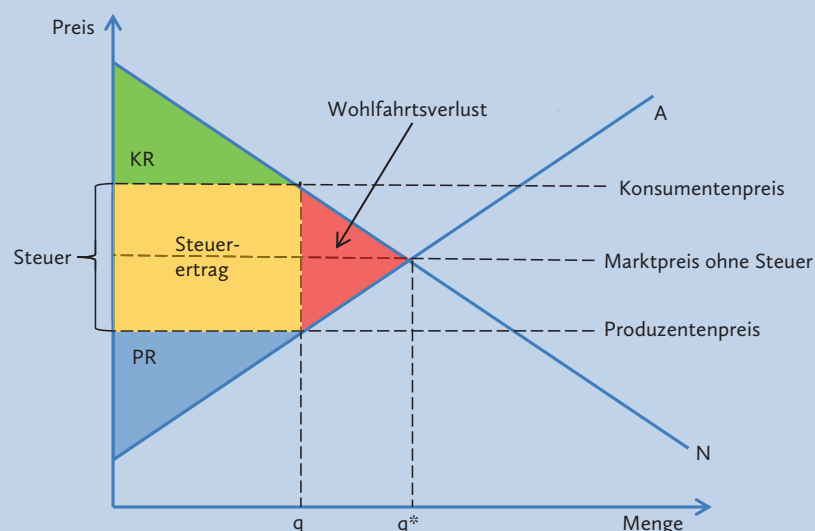 Preis
Wohlfahrtsverlust
A
KR
Konsumentenpreis
Steuer
Steuer-
ertrag
Marktpreis ohne Steuer
Produzentenpreis
PR
N
q
q*
Menge